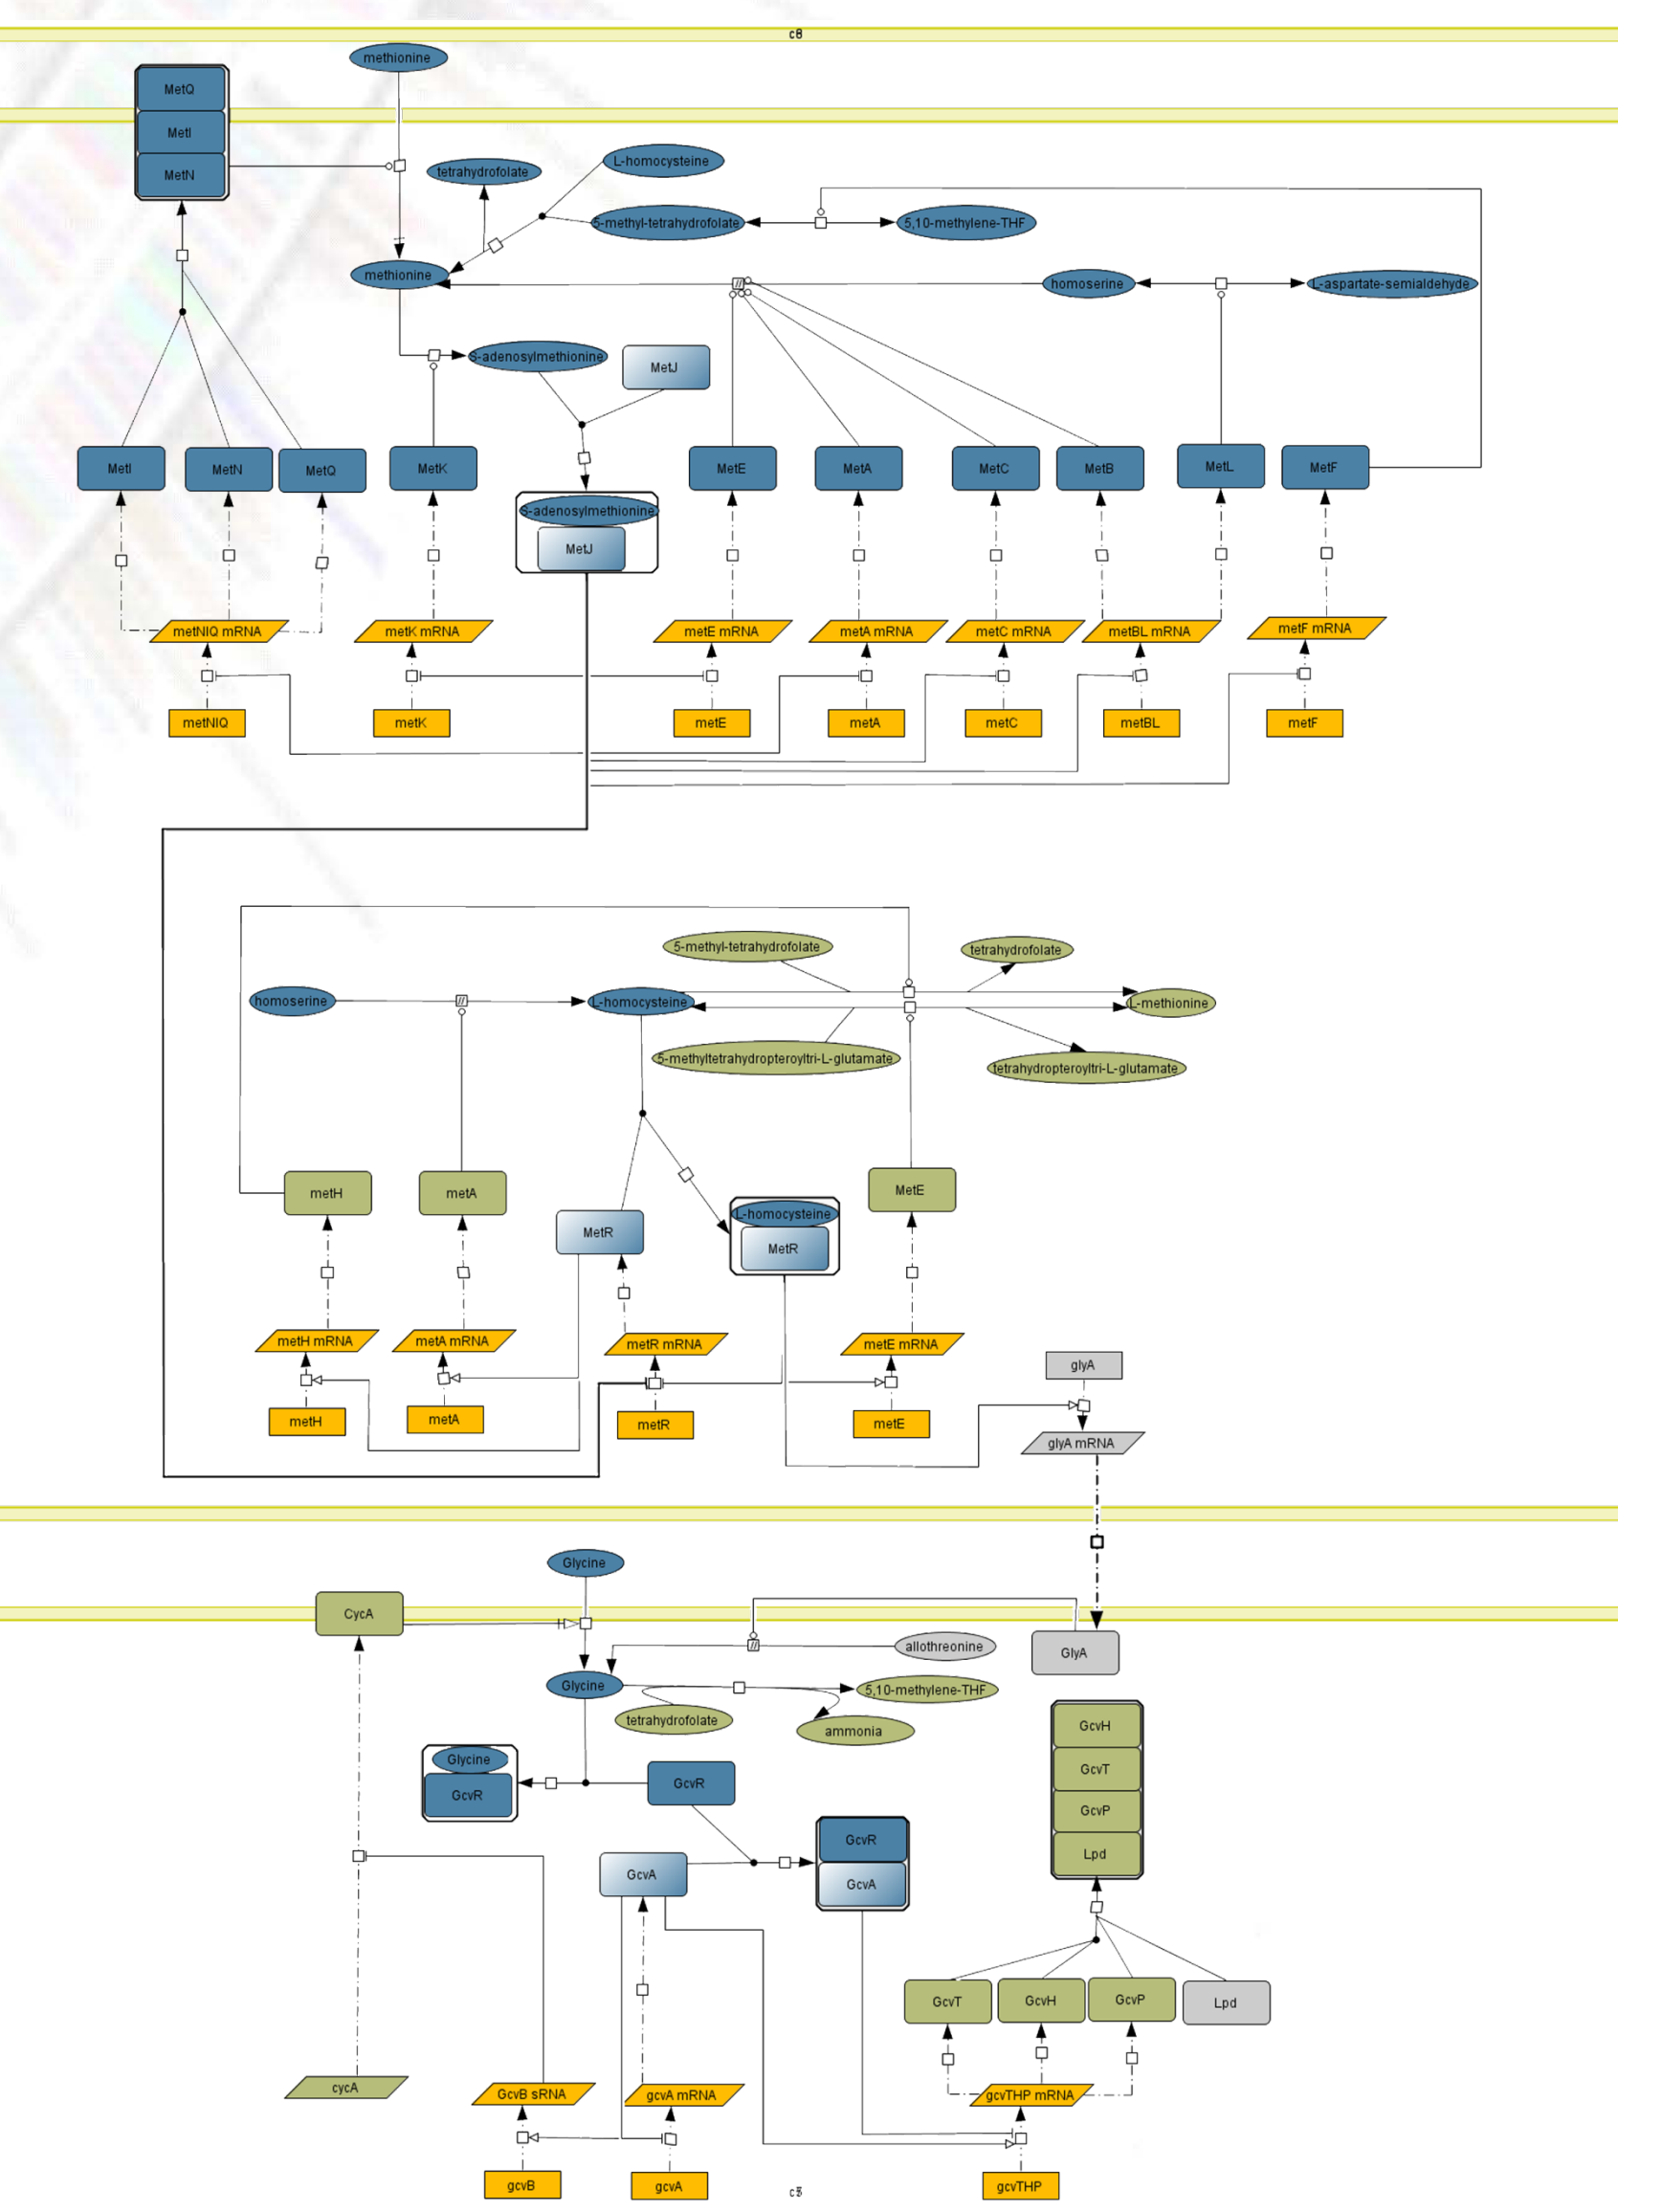 methionine
MetQ
MetI
MetN
L-homocysteine
tetrahydrofolate
5-methyl-tetrahydrofolate
5,10-methylene-THF
methionine
homoserine
L-aspartate-semialdehyde
S-adenosylmethionine
MetJ
MetI
MetN
MetQ
MetK
MetE
MetA
MetC
MetB
MetL
MetF
S-adenosylmethionine
MetJ
metNIQ mRNA
metK mRNA
metE mRNA
metA mRNA
metC mRNA
metBL mRNA
metF mRNA
metNIQ
metK
metE
metA
metC
metBL
metF
5-methyl-tetrahydrofolate
tetrahydrofolate
homoserine
L-homocysteine
L-methionine
5-methyltetrahydropteroyltri-L-glutamate
tetrahydropteroyltri-L-glutamate
metH
metA
MetE
L-homocysteine
MetR
MetR
metH mRNA
metA mRNA
metR mRNA
metE mRNA
glyA
metH
metA
metR
metE
glyA mRNA
Glycine
CycA
allothreonine
GlyA
Glycine
5,10-methylene-THF
tetrahydrofolate
ammonia
GcvH
GcvT
GcvP
Lpd
Glycine
GcvR
GcvR
GcvR
GcvA
GcvA
GcvT
GcvH
GcvP
Lpd
cycA
GcvB sRNA
gcvA mRNA
gcvTHP mRNA
gcvB
gcvA
gcvTHP